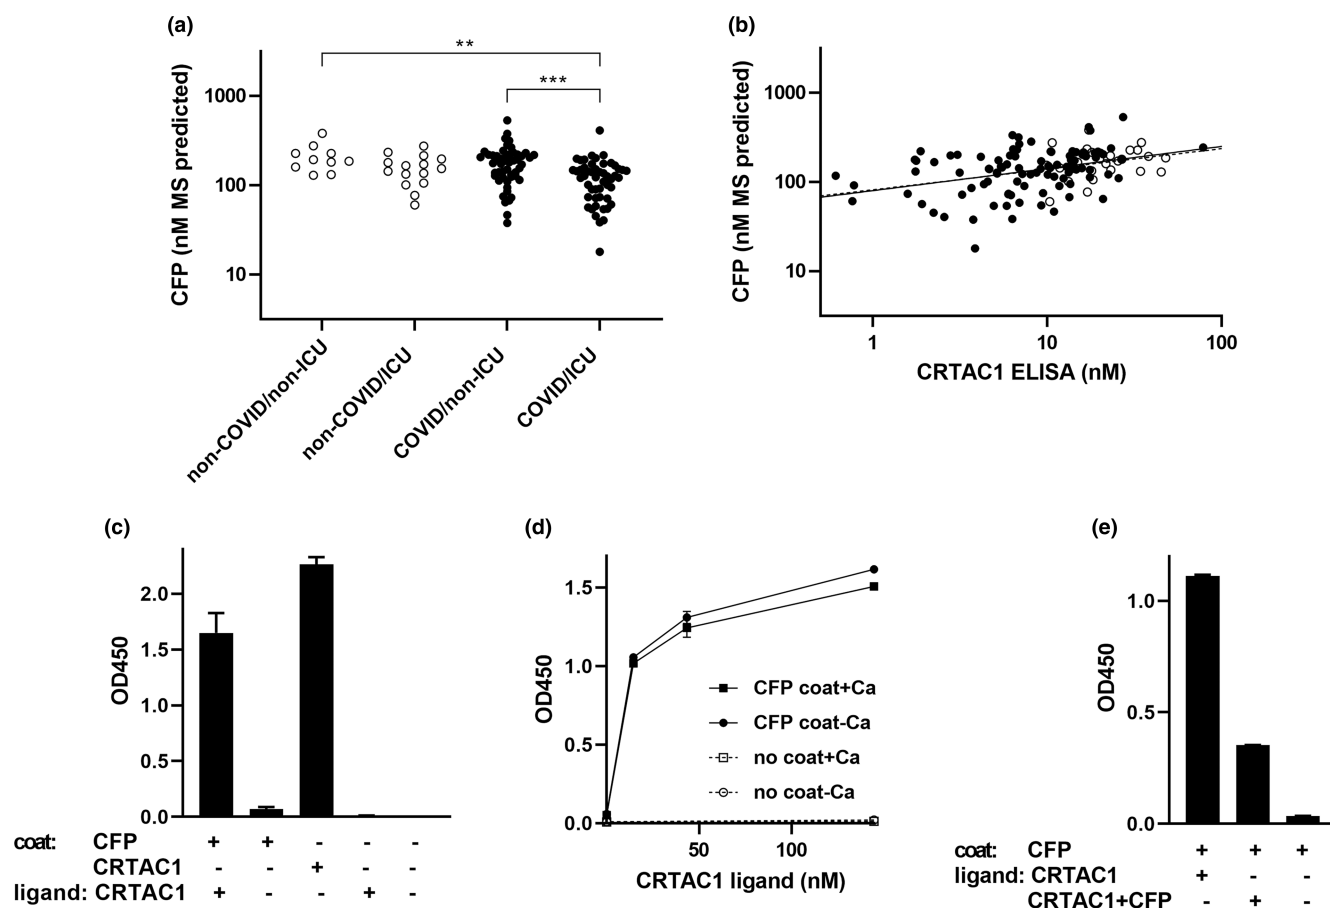 (a)
CFP (nM MS predicted)
1000
100
10
**
***
non-COVID/non-ICU
non-COVID/ICU
COVID/non-ICU
COVID/ICU
(b)
CFP (nM MS predicted)
1000
100
10
1 10 100
CRTAC1 ELISA (nM)
(c)
OD450
2.0
1.5
1.0
0.5
0.0
coat: CFP + + - - -
CRTAC1 - - + - -
ligand: CRTAC1 + - - + -
(d)
OD450
1.5
1.0
0.5
0.0
CFP coat+Ca
CFP coat-Ca
no coat+Ca
no coat-Ca
50 100
CRTAC1 ligand (nM)
(e)
OD450
1.0
0.5
0.0
coat: CFP + + +
ligand: CRTAC1 + - -
CRTAC1+CFP - + -